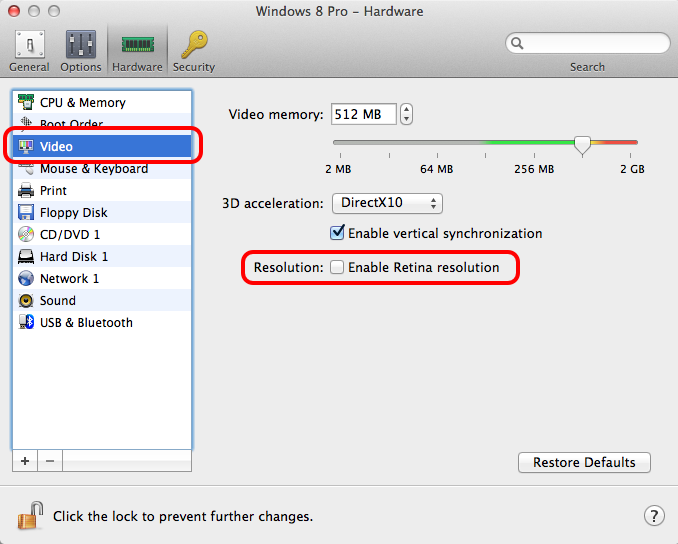 Windows 8 Pro – Hardware
General Options Hardware Security
Search
CPU & Memory
Boot Order
Video
Mouse & Keyboard
Print
Floppy Disk
CD/DVD 1
Hard Disk 1
Network 1
Sound
USB & Bluetooth
Video memory: 512 MB
2 MB 64 MB 256 MB 2 GB
3D acceleration: DirectX10
Enable vertical synchronization
Resolution: Enable Retina resolution
+ −
Restore Defaults
Click the lock to prevent further changes.
?